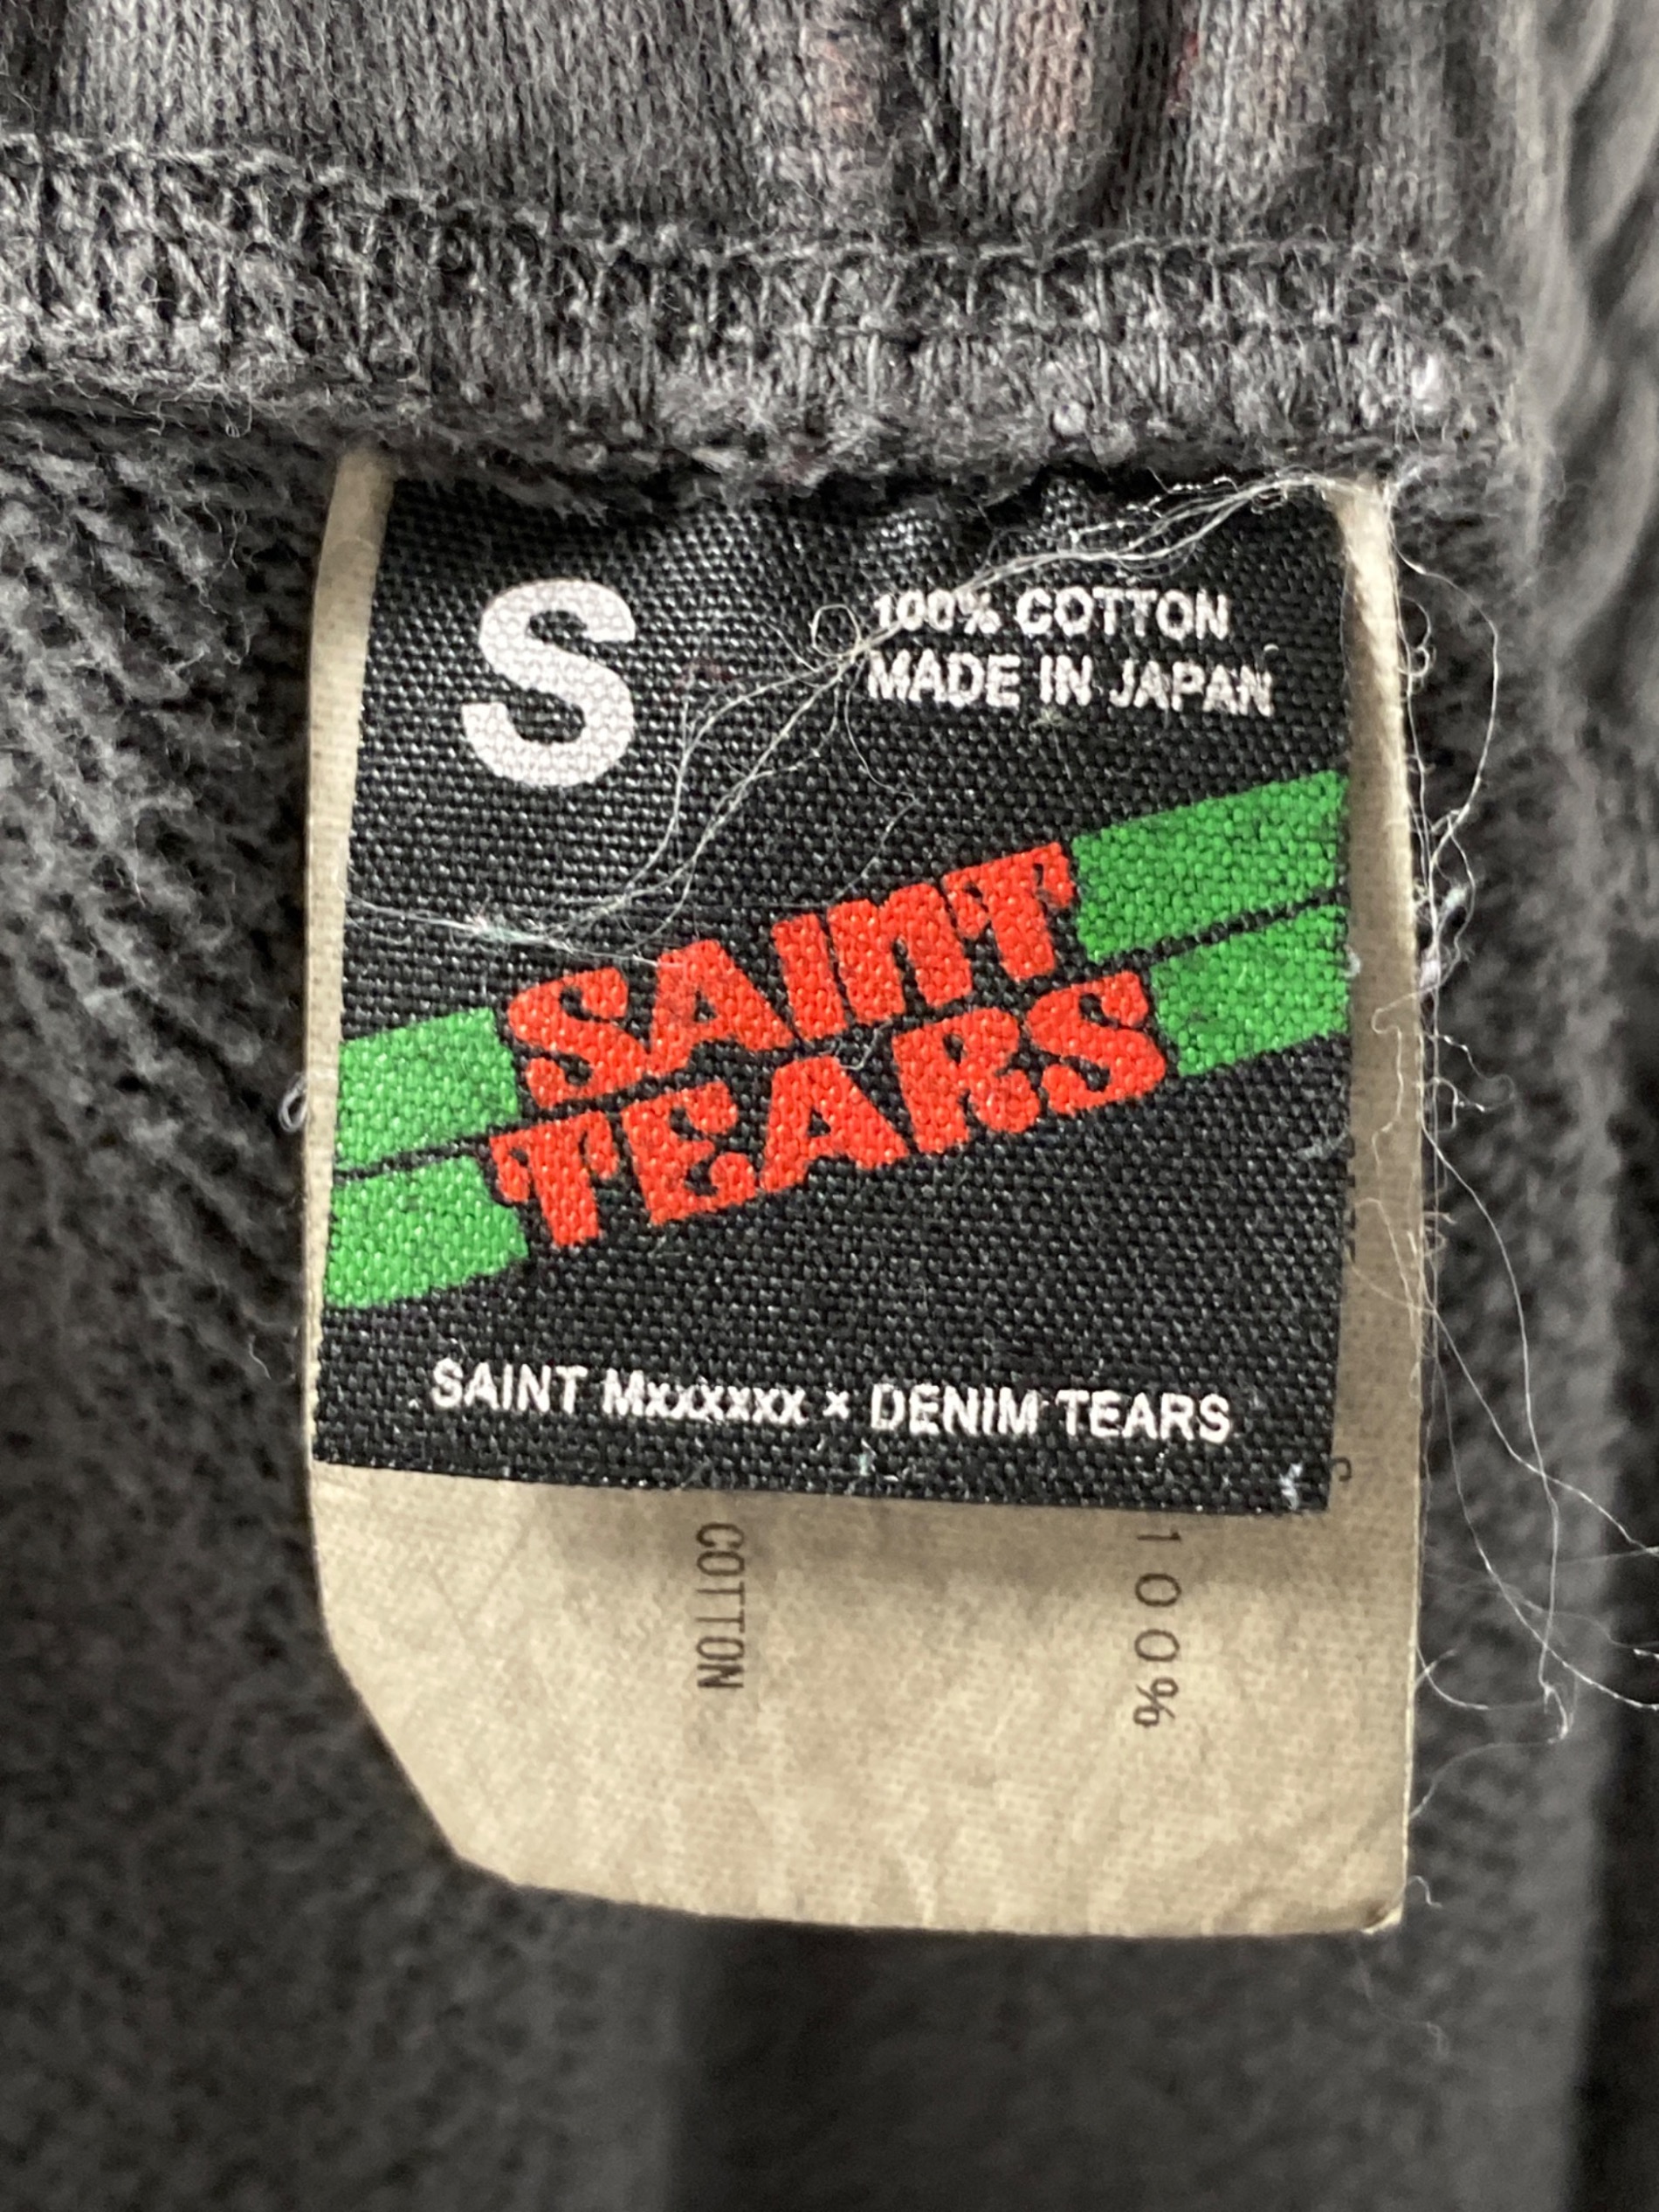 S
100% COTTON
MADE IN JAPAN
SAINT
TEARS
SAINT Mxxxxxx × DENIM TEARS
100%
COTTON